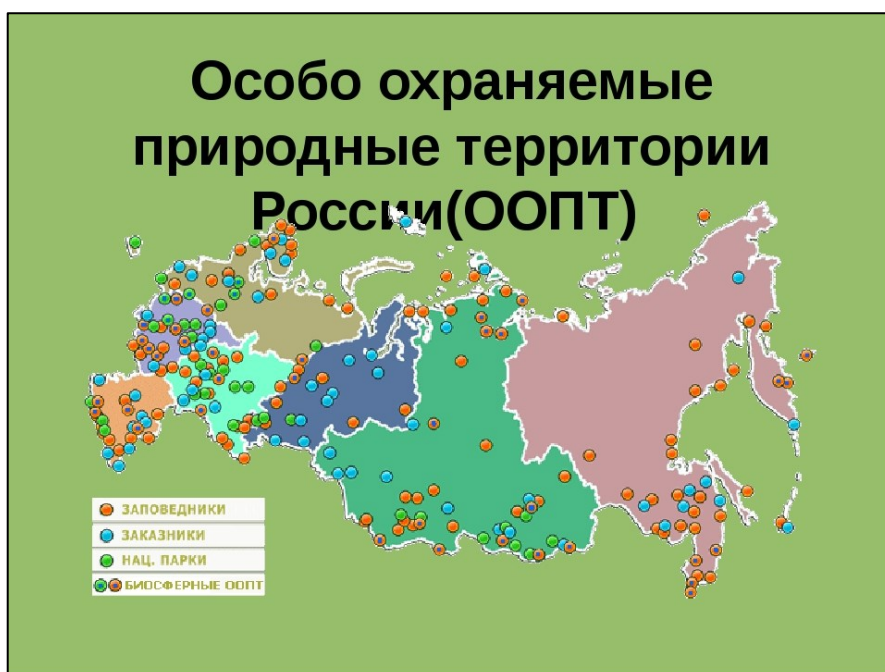 Особо охраняемые
природные территории
России(ООПТ)
ЗАПОВЕДНИКИ
ЗАКАЗНИКИ
НАЦ. ПАРКИ
БИОСФЕРНЫЕ ООПТ